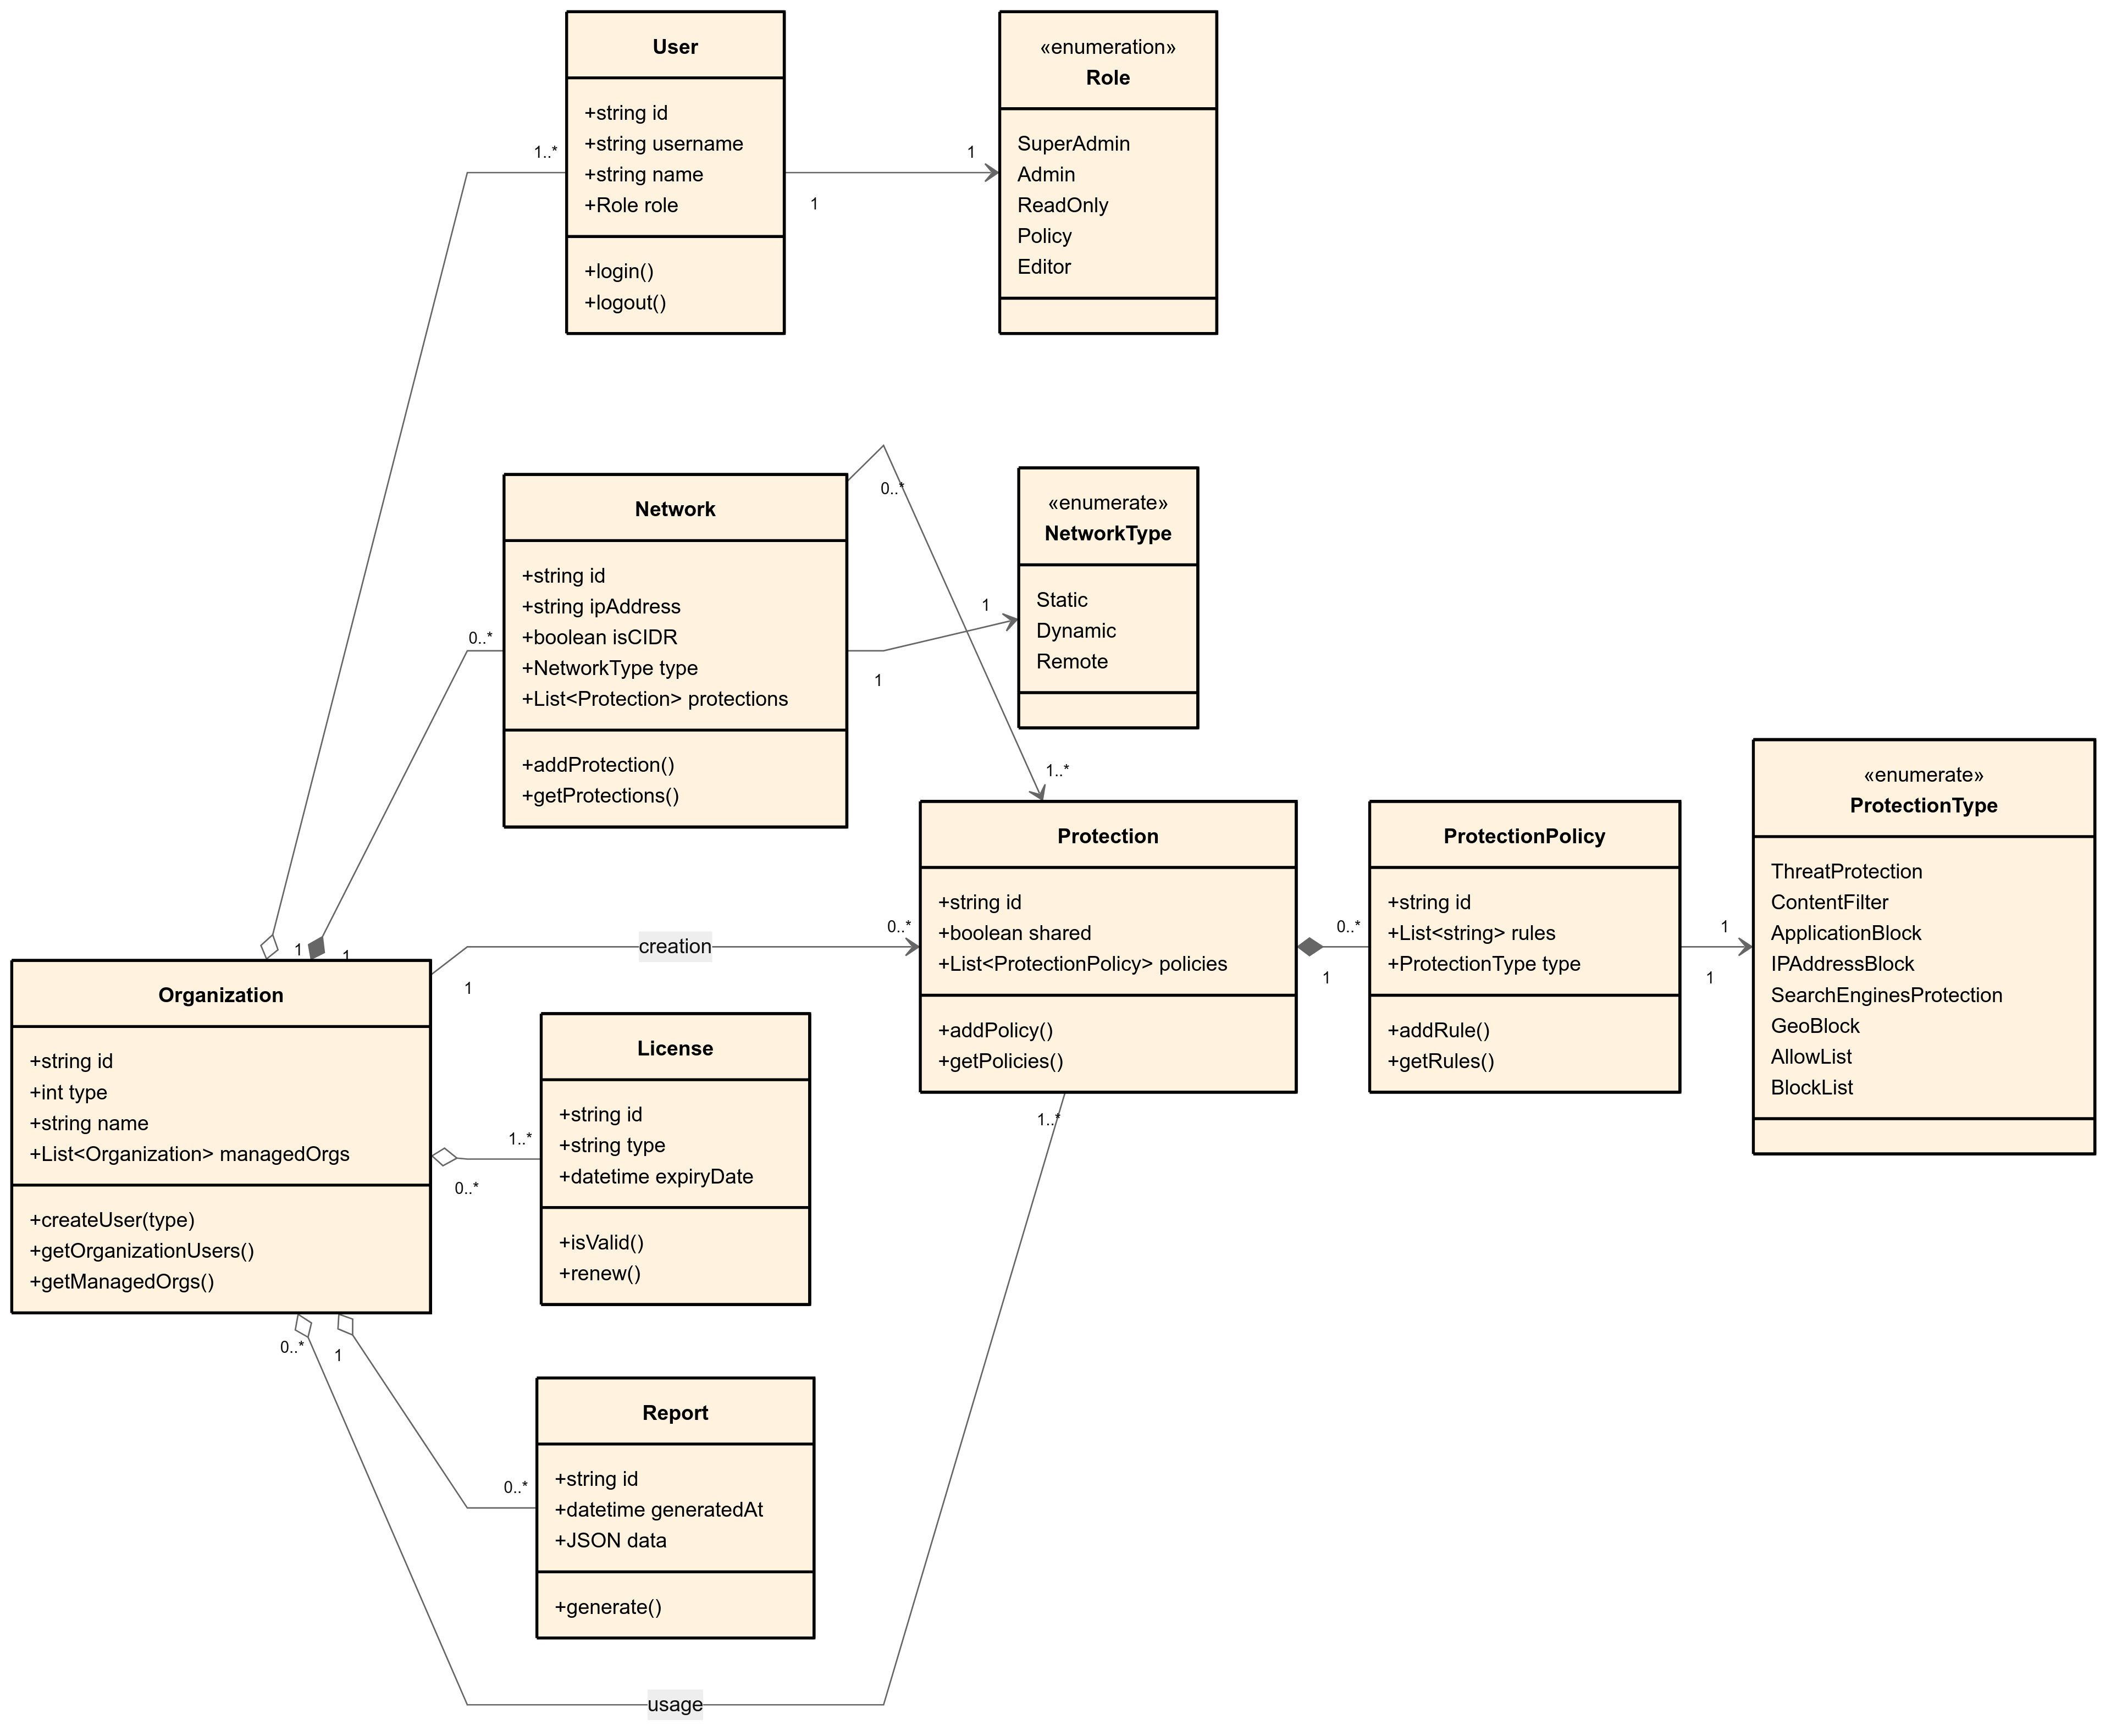 User
+string id
+string username
+string name
+Role role
+login()
+logout()
«enumeration»
Role
SuperAdmin
Admin
ReadOnly
Policy
Editor
1..*
1
1
Network
+string id
+string ipAddress
+boolean isCIDR
+NetworkType type
+List<Protection> protections
+addProtection()
+getProtections()
0..*
0..*
1
1
1..*
«enumerate»
NetworkType
Static
Dynamic
Remote
Organization
+string id
+int type
+string name
+List<Organization> managedOrgs
+createUser(type)
+getOrganizationUsers()
+getManagedOrgs()
1
1
1
creation
0..*
Protection
+string id
+boolean shared
+List<ProtectionPolicy> policies
+addPolicy()
+getPolicies()
0..*
1
ProtectionPolicy
+string id
+List<string> rules
+ProtectionType type
+addRule()
+getRules()
1
1
«enumerate»
ProtectionType
ThreatProtection
ContentFilter
ApplicationBlock
IPAddressBlock
SearchEnginesProtection
GeoBlock
AllowList
BlockList
License
+string id
+string type
+datetime expiryDate
+isValid()
+renew()
1..*
0..*
1..*
0..*
1
Report
+string id
+datetime generatedAt
+JSON data
+generate()
0..*
usage